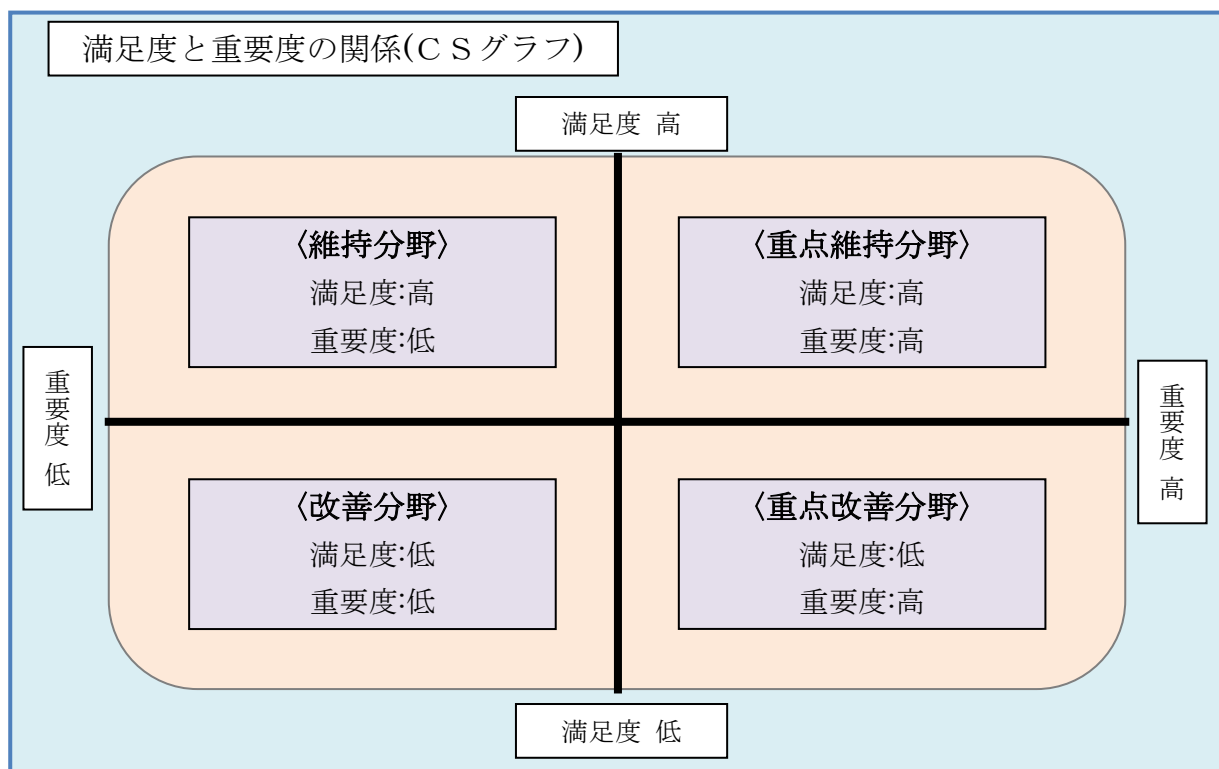 満足度と重要度の関係(ＣＳグラフ)
満足度 高
〈維持分野〉
満足度:高
重要度:低
〈重点維持分野〉
満足度:高
重要度:高
重要度 低
重要度 高
〈改善分野〉
満足度:低
重要度:低
〈重点改善分野〉
満足度:低
重要度:高
満足度 低